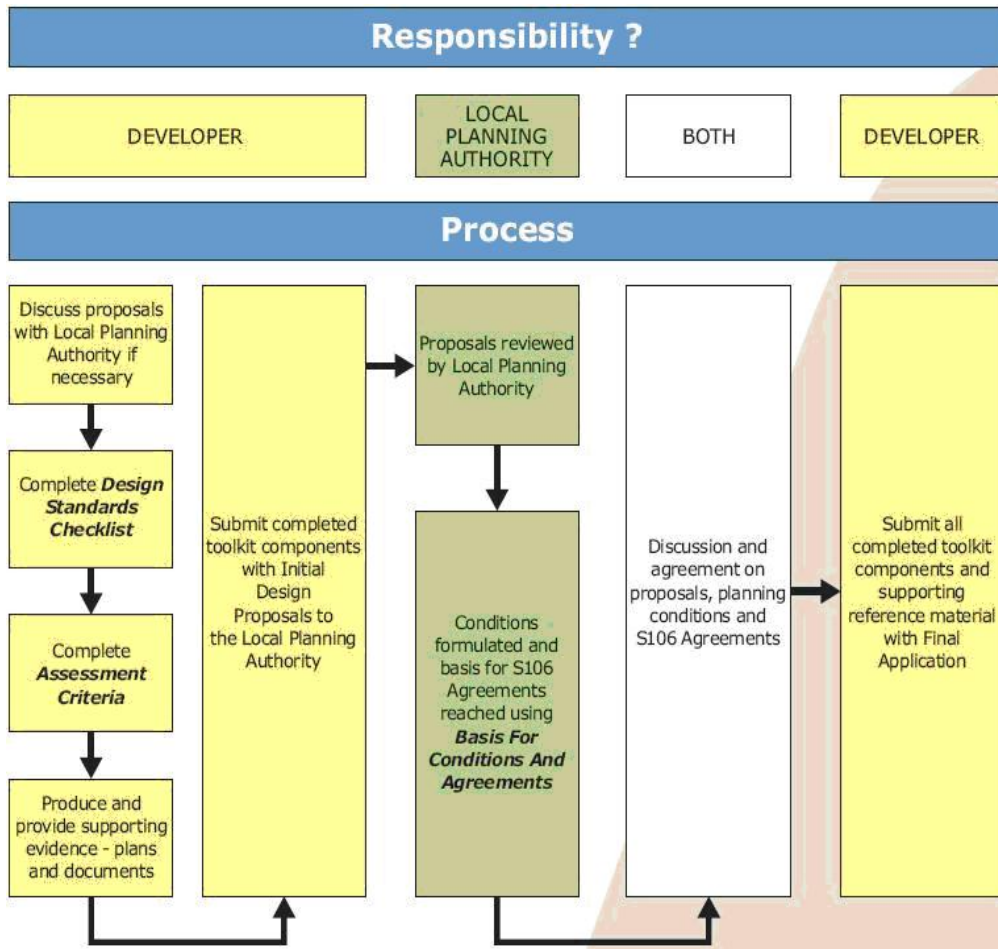 Responsibility ?
DEVELOPER
LOCAL
PLANNING
AUTHORITY
BOTH
DEVELOPER
Process
Discuss proposals
with Local Planning
Authority if
necessary
Complete Design
Standards
Checklist
Complete
Assessment
Criteria
Produce and
provide supporting
evidence - plans
and documents
Submit completed
toolkit components
with Initial
Design
Proposals to
the Local Planning
Authority
Proposals reviewed
by Local Planning
Authority
Conditions
formulated and
basis for S106
Agreements
reached using
Basis For
Conditions And
Agreements
Discussion and
agreement on
proposals, planning
conditions and
S106 Agreements
Submit all
completed toolkit
components and
supporting
reference material
with Final
Application